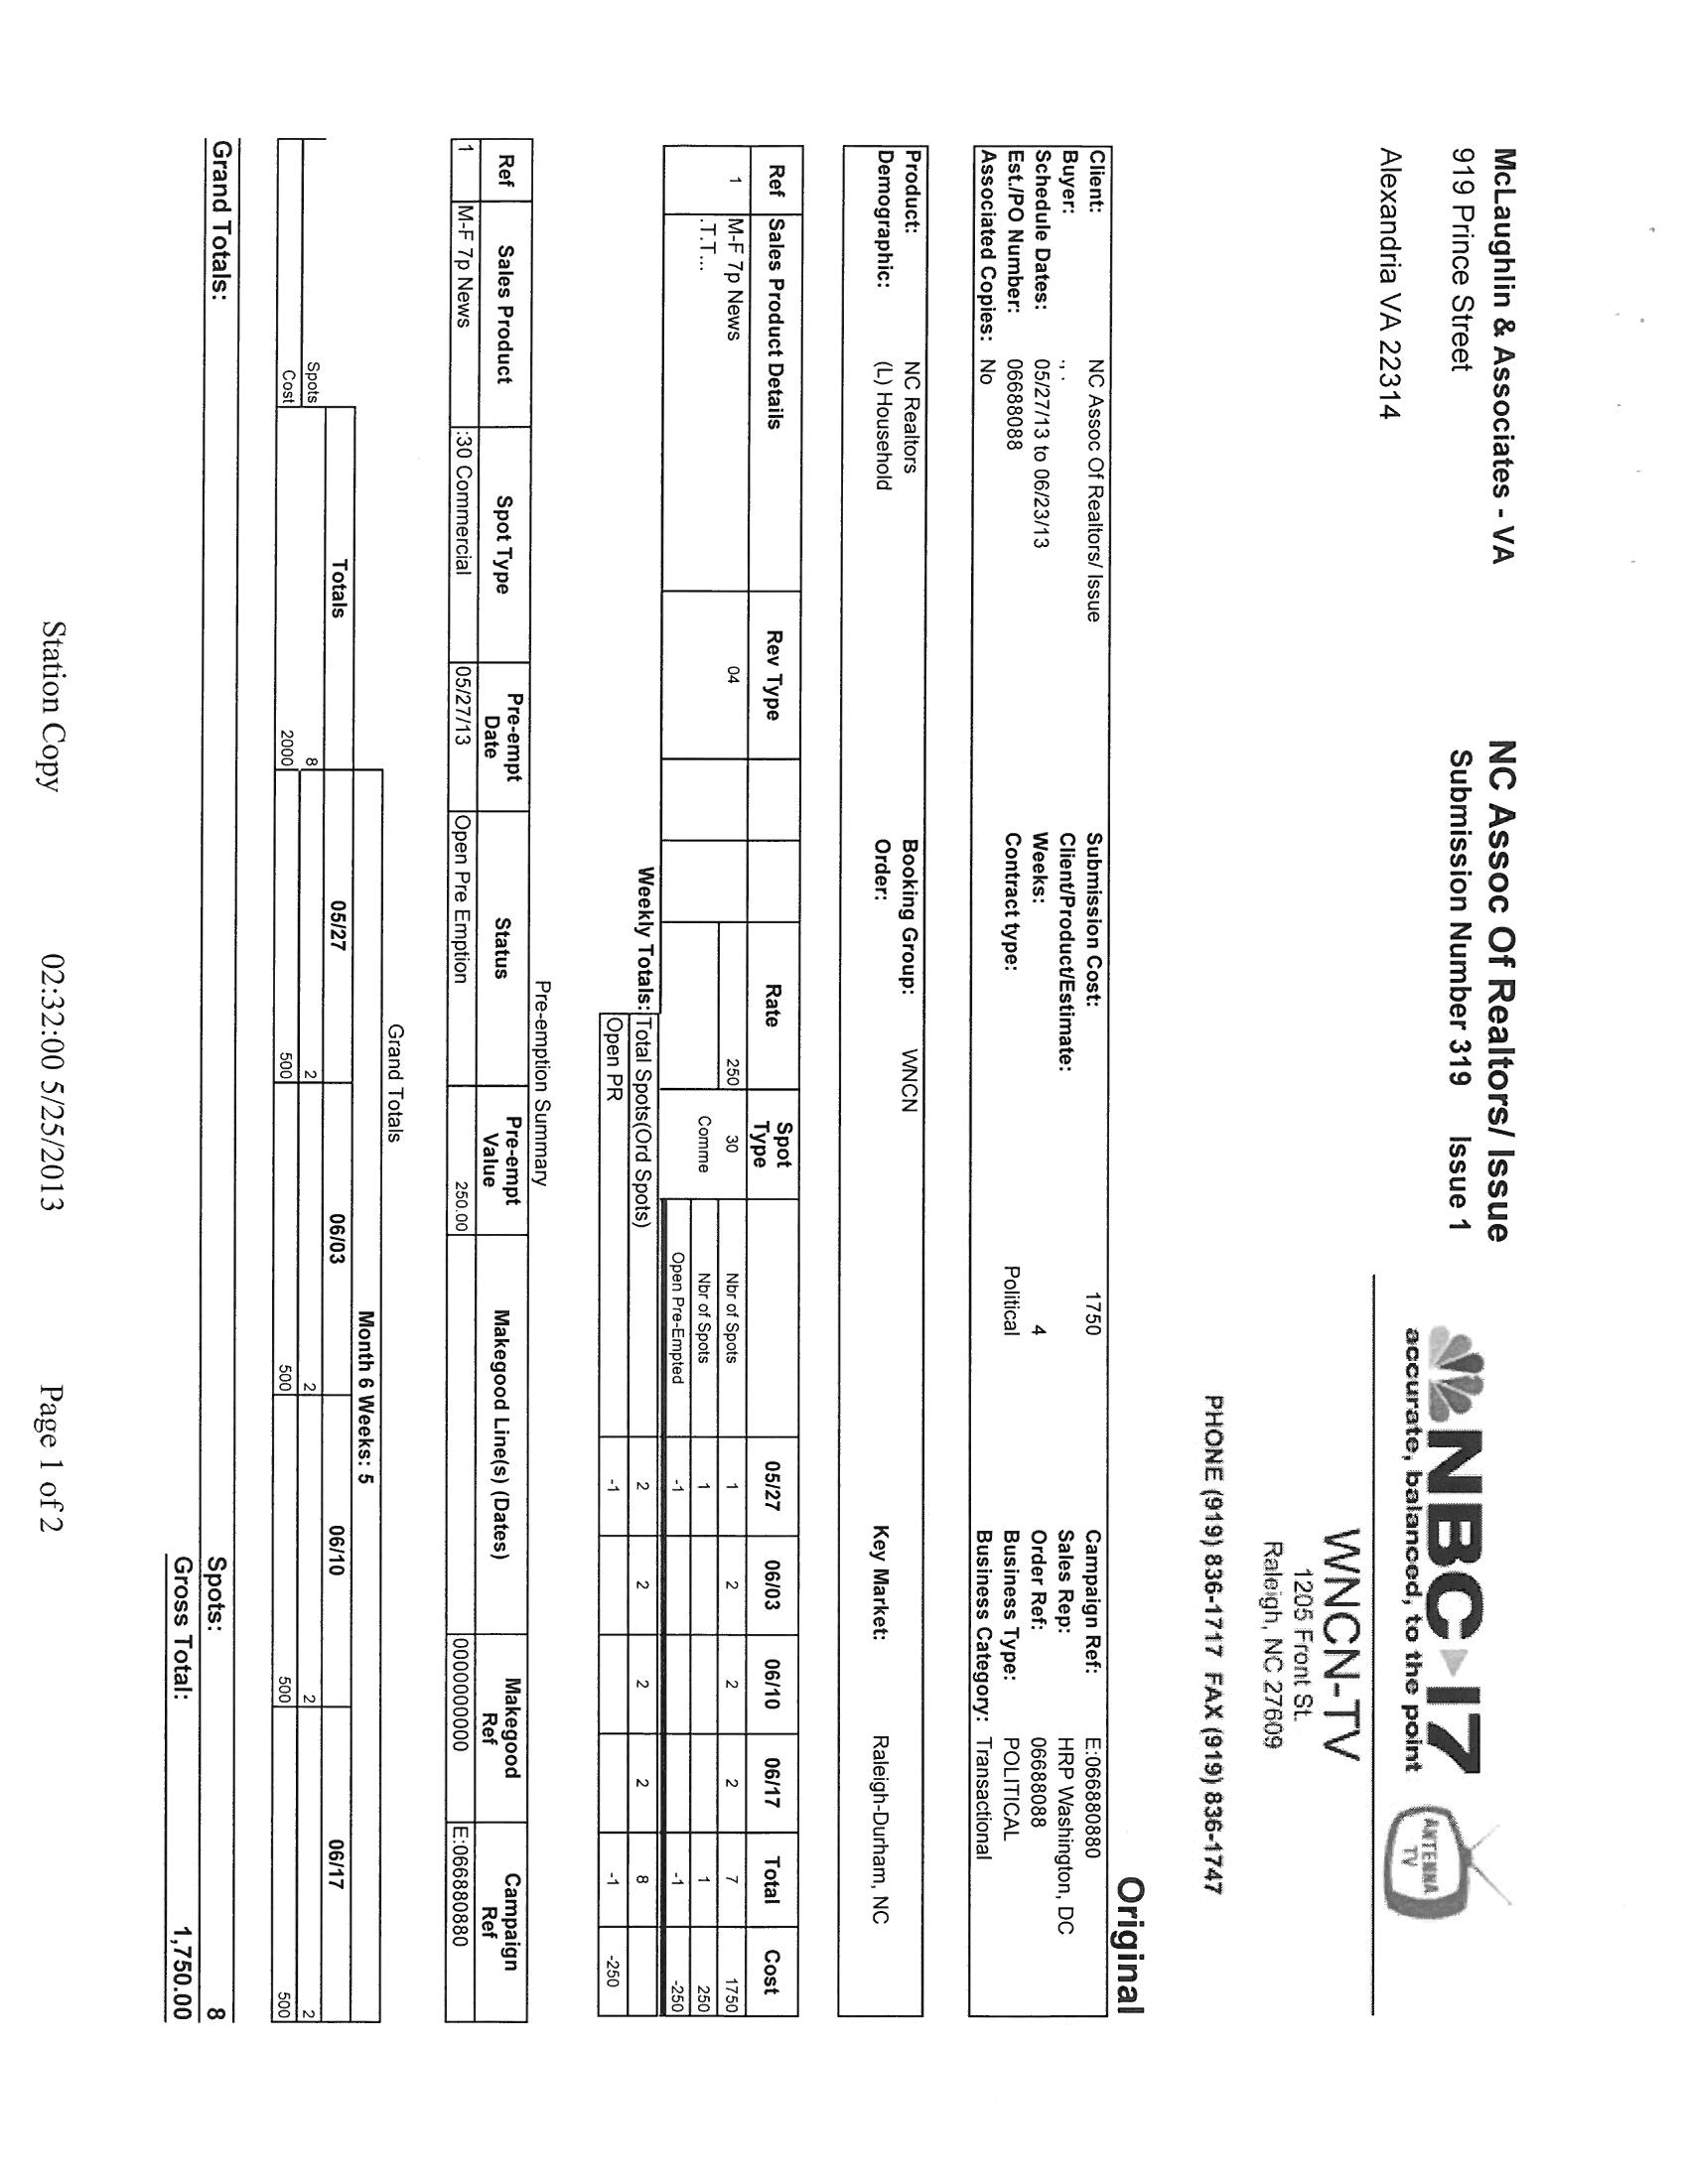 McLaughlin & Associates - VA
919 Prince Street
Alexandria VA 22314
NC Assoc Of Realtors/ Issue
Submission Number 319 Issue 1
NBC 17
accurate, balanced, to the point
ANTENNA TV
WNCN-TV
1205 Front St.
Raleigh, NC 27609
PHONE (919) 836-1717 FAX (919) 836-1747
Original
Client: NC Assoc Of Realtors/ Issue Submission Cost: 1750 Campaign Ref: E:066880880
Buyer: , . Client/Product/Estimate: Sales Rep: HRP Washington, DC
Schedule Dates: 05/27/13 to 06/23/13 Weeks: 4 Order Ref: 06688088
Est./PO Number: 06688088 Contract type: Political Business Type: POLITICAL
Associated Copies: No Business Category: Transactional
Product: NC Realtors Booking Group: WNCN Key Market: Raleigh-Durham, NC
Demographic: (L) Household Order:
Ref Sales Product Details Rev Type Rate Spot Type 05/27 06/03 06/10 06/17 Total Cost
1 M-F 7p News 04 250 30 Nbr of Spots 1 2 2 2 7 1750
.T.T... Comme Nbr of Spots 1 1 250
Open Pre-Empted -1 -1 -250
Weekly Totals: Total Spots(Ord Spots) 2 2 2 2 8
Open PR -1 -1 -250
Pre-emption Summary
Ref Sales Product Spot Type Pre-empt Date Status Pre-empt Value Makegood Line(s) (Dates) Makegood Ref Campaign Ref
1 M-F 7p News :30 Commercial 05/27/13 Open Pre Emption 250.00 0000000000 E:066880880
Grand Totals
Month 6 Weeks: 5
Totals 05/27 06/03 06/10 06/17
Spots 8 2 2 2 2
Cost 2000 500 500 500 500
Grand Totals: Spots: 8
Gross Total: 1,750.00
Station Copy 02:32:00 5/25/2013 Page 1 of 2